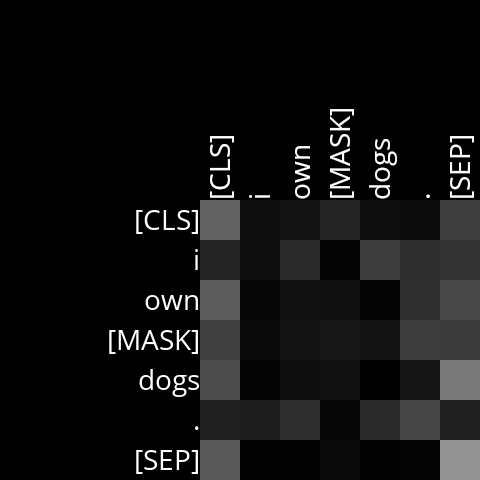 [CLS] i own [MASK] dogs . [SEP]
[CLS]
i
own
[MASK]
dogs
.
[SEP]